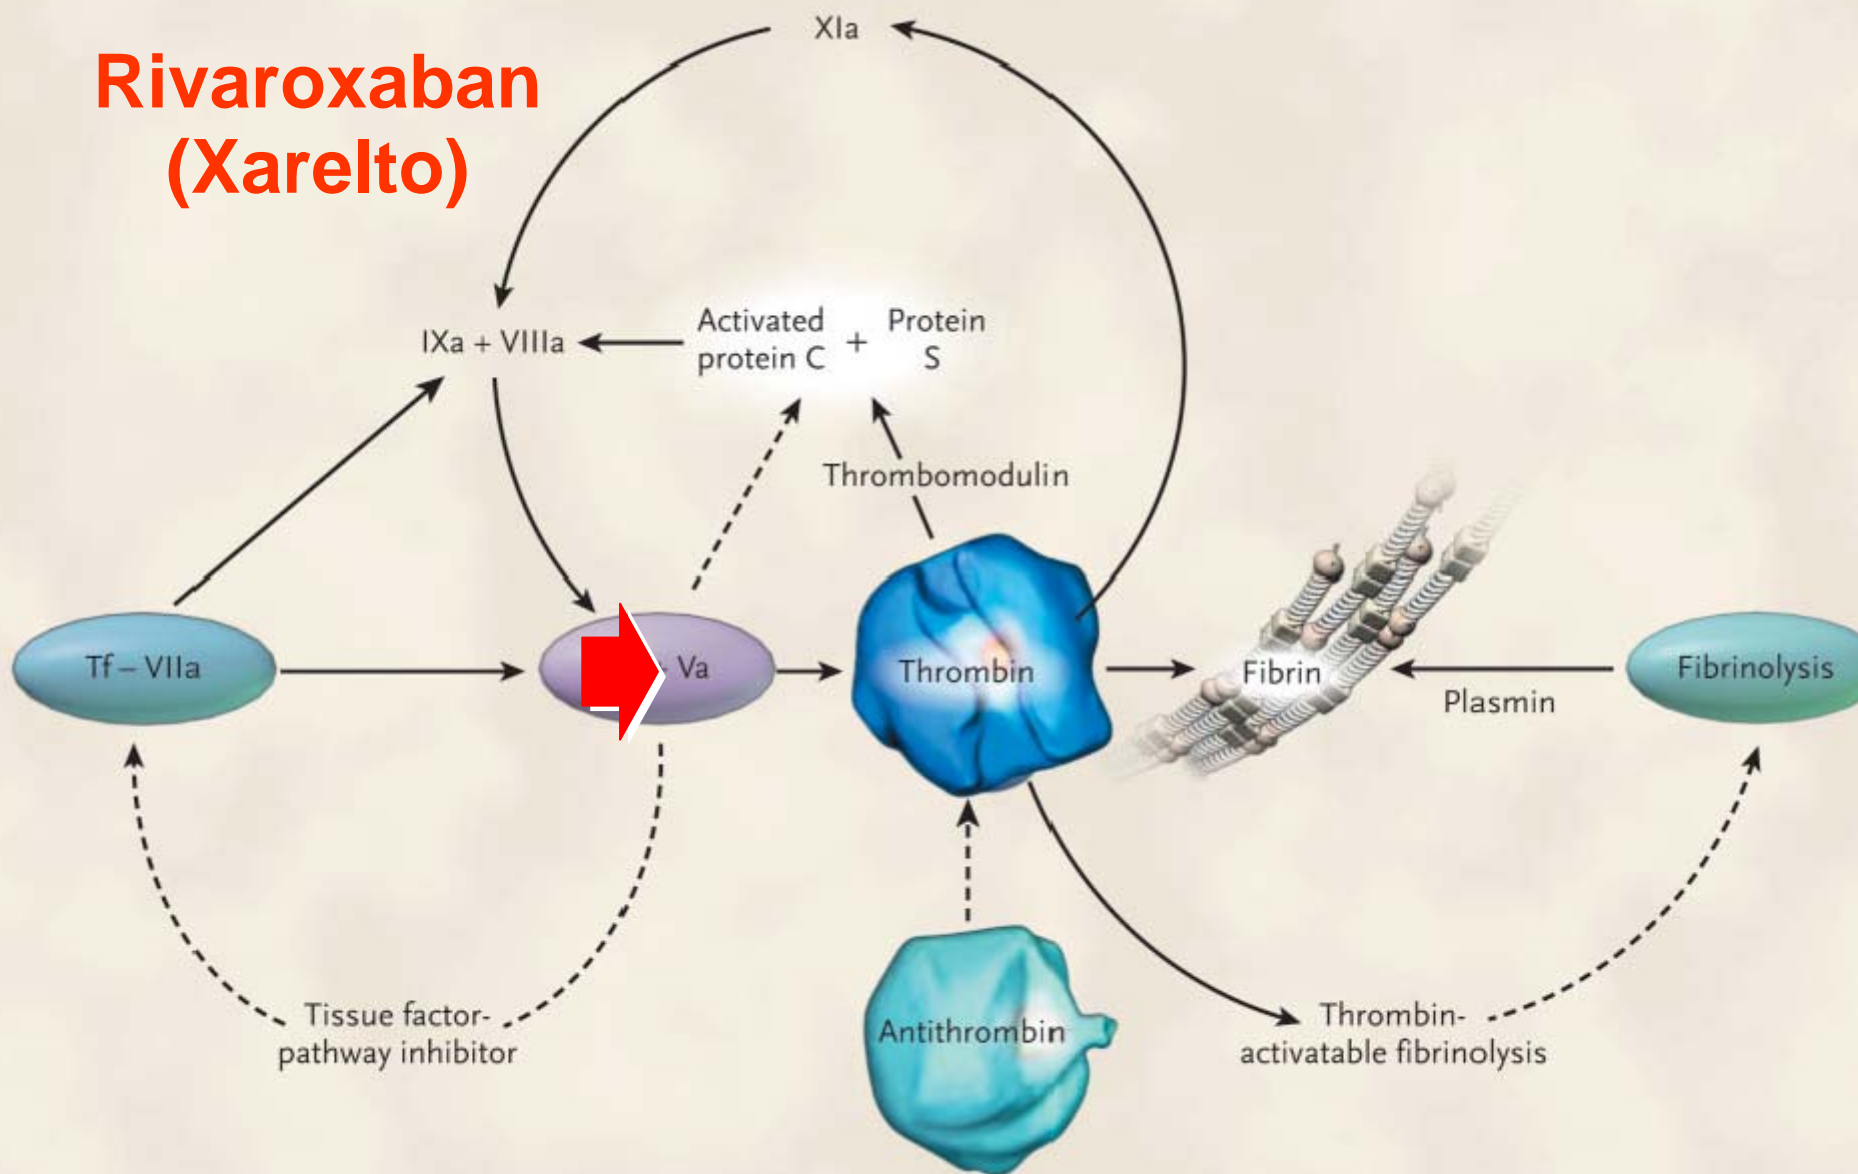 Rivaroxaban
(Xarelto)
XIa
IXa + VIIIa
Activated
protein C
+
Protein
S
Thrombomodulin
Tf – VIIa
Va
Thrombin
Fibrin
Plasmin
Fibrinolysis
Tissue factor-
pathway inhibitor
Antithrombin
Thrombin-
activatable fibrinolysis